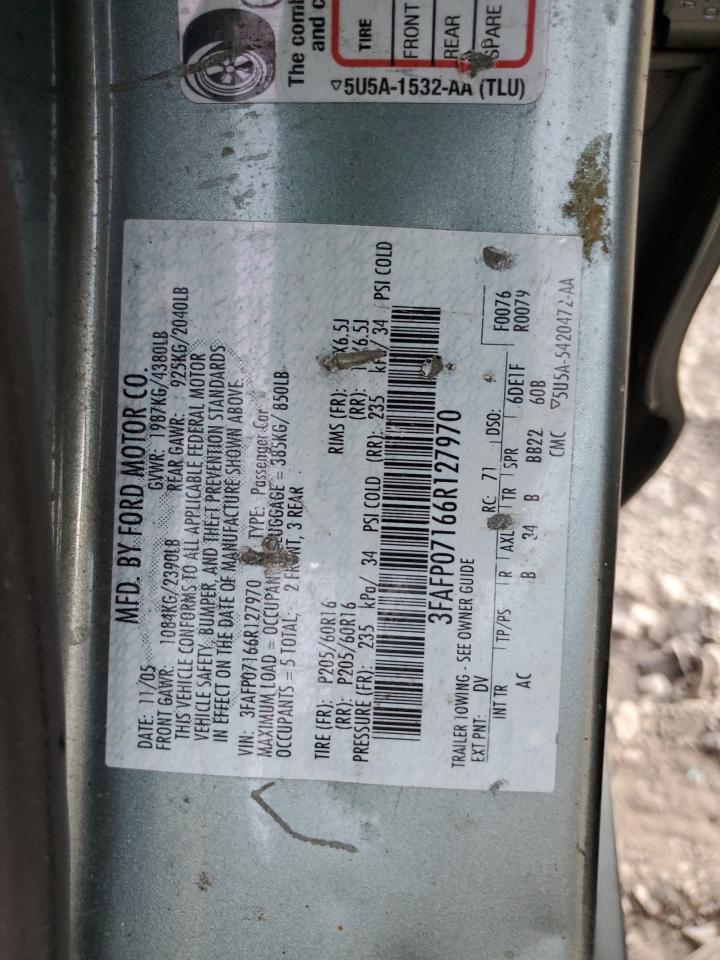 The comb
and c
TIRE
FRONT
REAR
SPARE
▽5U5A-1532-AA (TLU)
MFD. BY FORD MOTOR CO.
DATE: 11/05 GVWR: 1987KG/4380LB
FRONT GAWR: 1084KG/2390LB REAR GAWR: 925KG/2040LB
THIS VEHICLE CONFORMS TO ALL APPLICABLE FEDERAL MOTOR
VEHICLE SAFETY, BUMPER, AND THEFT PREVENTION STANDARDS
IN EFFECT ON THE DATE OF MANUFACTURE SHOWN ABOVE.
VIN: 3FAFP07166R127970 TYPE: Passenger Car
MAXIMUM LOAD = OCCUPANT LUGGAGE = 385KG/ 850LB
OCCUPANTS = 5 TOTAL, 2 FRONT, 3 REAR
TIRE (FR): P205/60R16 RIMS (FR): X6.5J
(RR): P205/60R16 (RR): X6.5J
PRESSURE (FR): 235 kPa/ 34 PSI COLD (RR): 235 kPa/ 34 PSI COLD
3FAFP07166R127970
TRAILER TOWING - SEE OWNER GUIDE
EXT PNT: DV RC: 71 DSO: F0076
R0079
INT TR TP/PS R AXL TR SPR 6DE1F
AC B 34 B BB22 60B
CMC ▽5U5A-5420472-AA